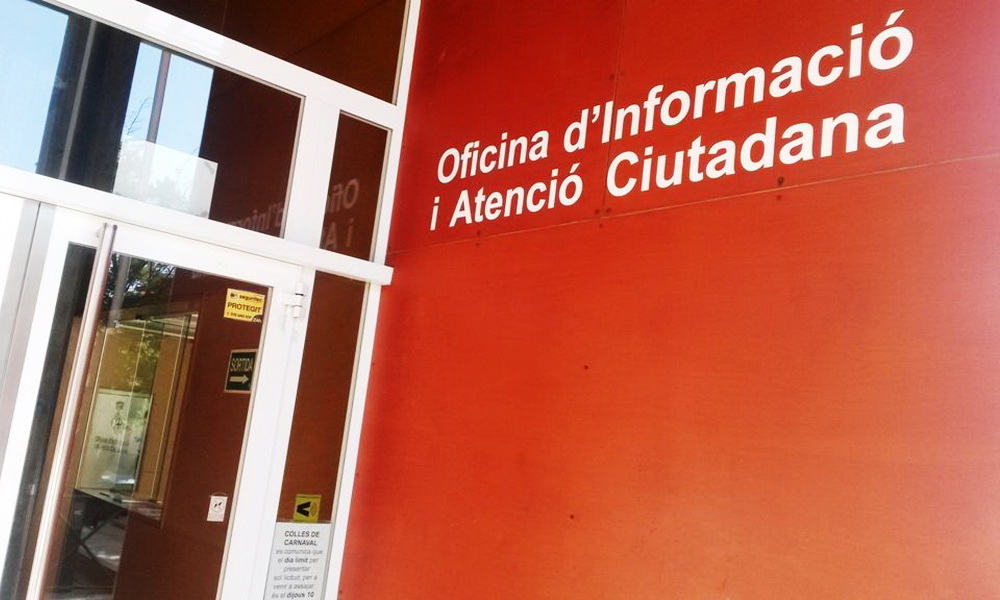 Oficina d'Informació
i Atenció Ciutadana
seguretat
PROTEGIT
SORTIDA
COLLES DE
CARNAVAL
es comunica que
el dia límit per
presentar
sol·licitud, per a
venir a assajar,
és el dijous 10